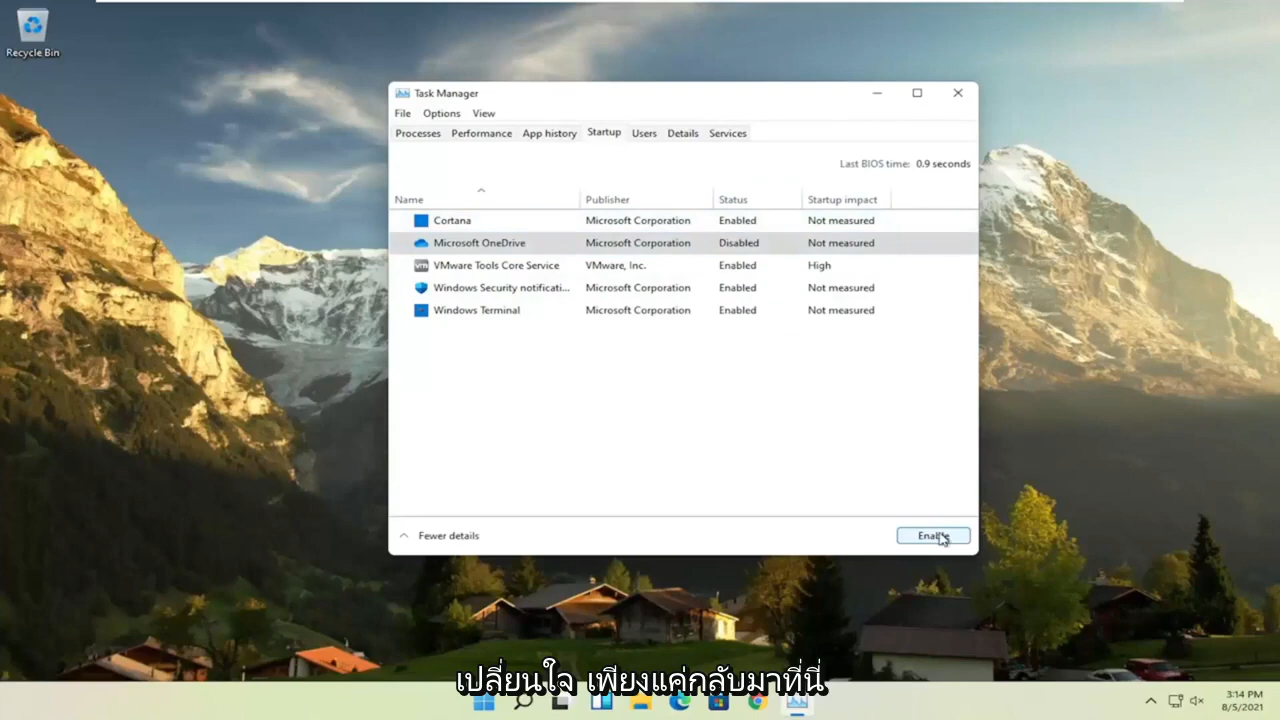 Recycle Bin
Task Manager
File Options View
Processes Performance App history Startup Users Details Services
Last BIOS time: 0.9 seconds
Name Publisher Status Startup impact
Cortana Microsoft Corporation Enabled Not measured
Microsoft OneDrive Microsoft Corporation Disabled Not measured
vm VMware Tools Core Service VMware, Inc. Enabled High
Windows Security notificati... Microsoft Corporation Enabled Not measured
Windows Terminal Microsoft Corporation Enabled Not measured
Fewer details Enable
เปลี่ยนใจ เพียงแค่กลับมาที่นี่
3:14 PM
8/5/2021